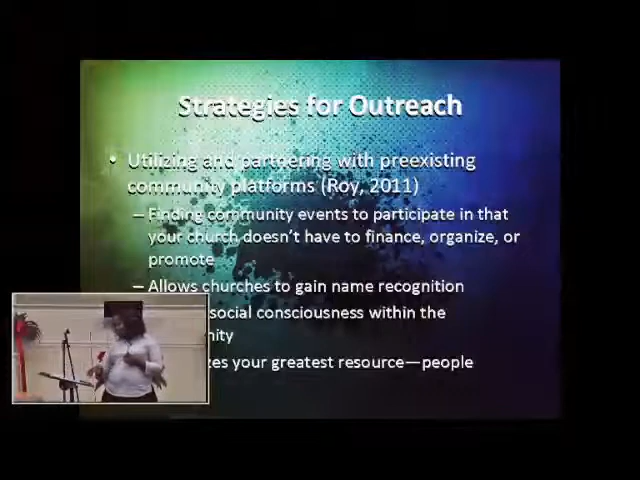 Strategies for Outreach
• Utilizing and partnering with preexisting
community platforms (Roy, 2011)
– Finding community events to participate in that
your church doesn't have to finance, organize, or
promote
– Allows churches to gain name recognition
social consciousness within the
your greatest resource—people